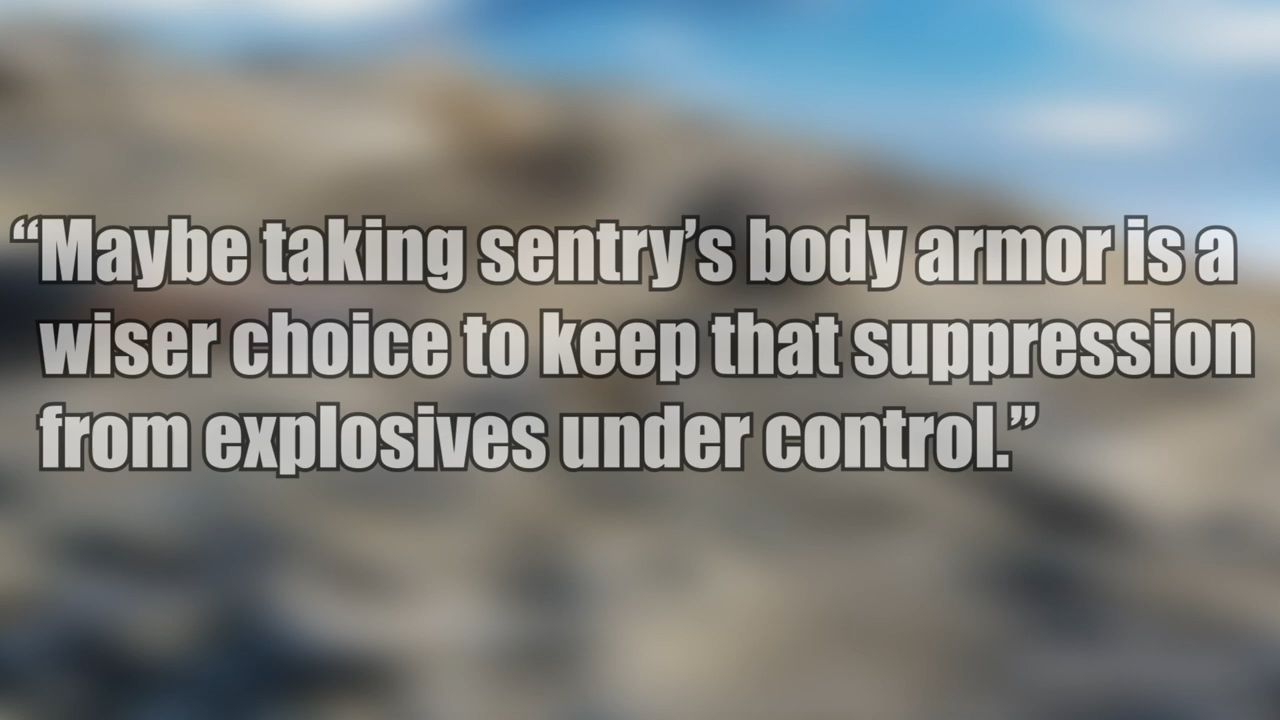 “Maybe taking sentry’s body armor is a
wiser choice to keep that suppression
from explosives under control.”